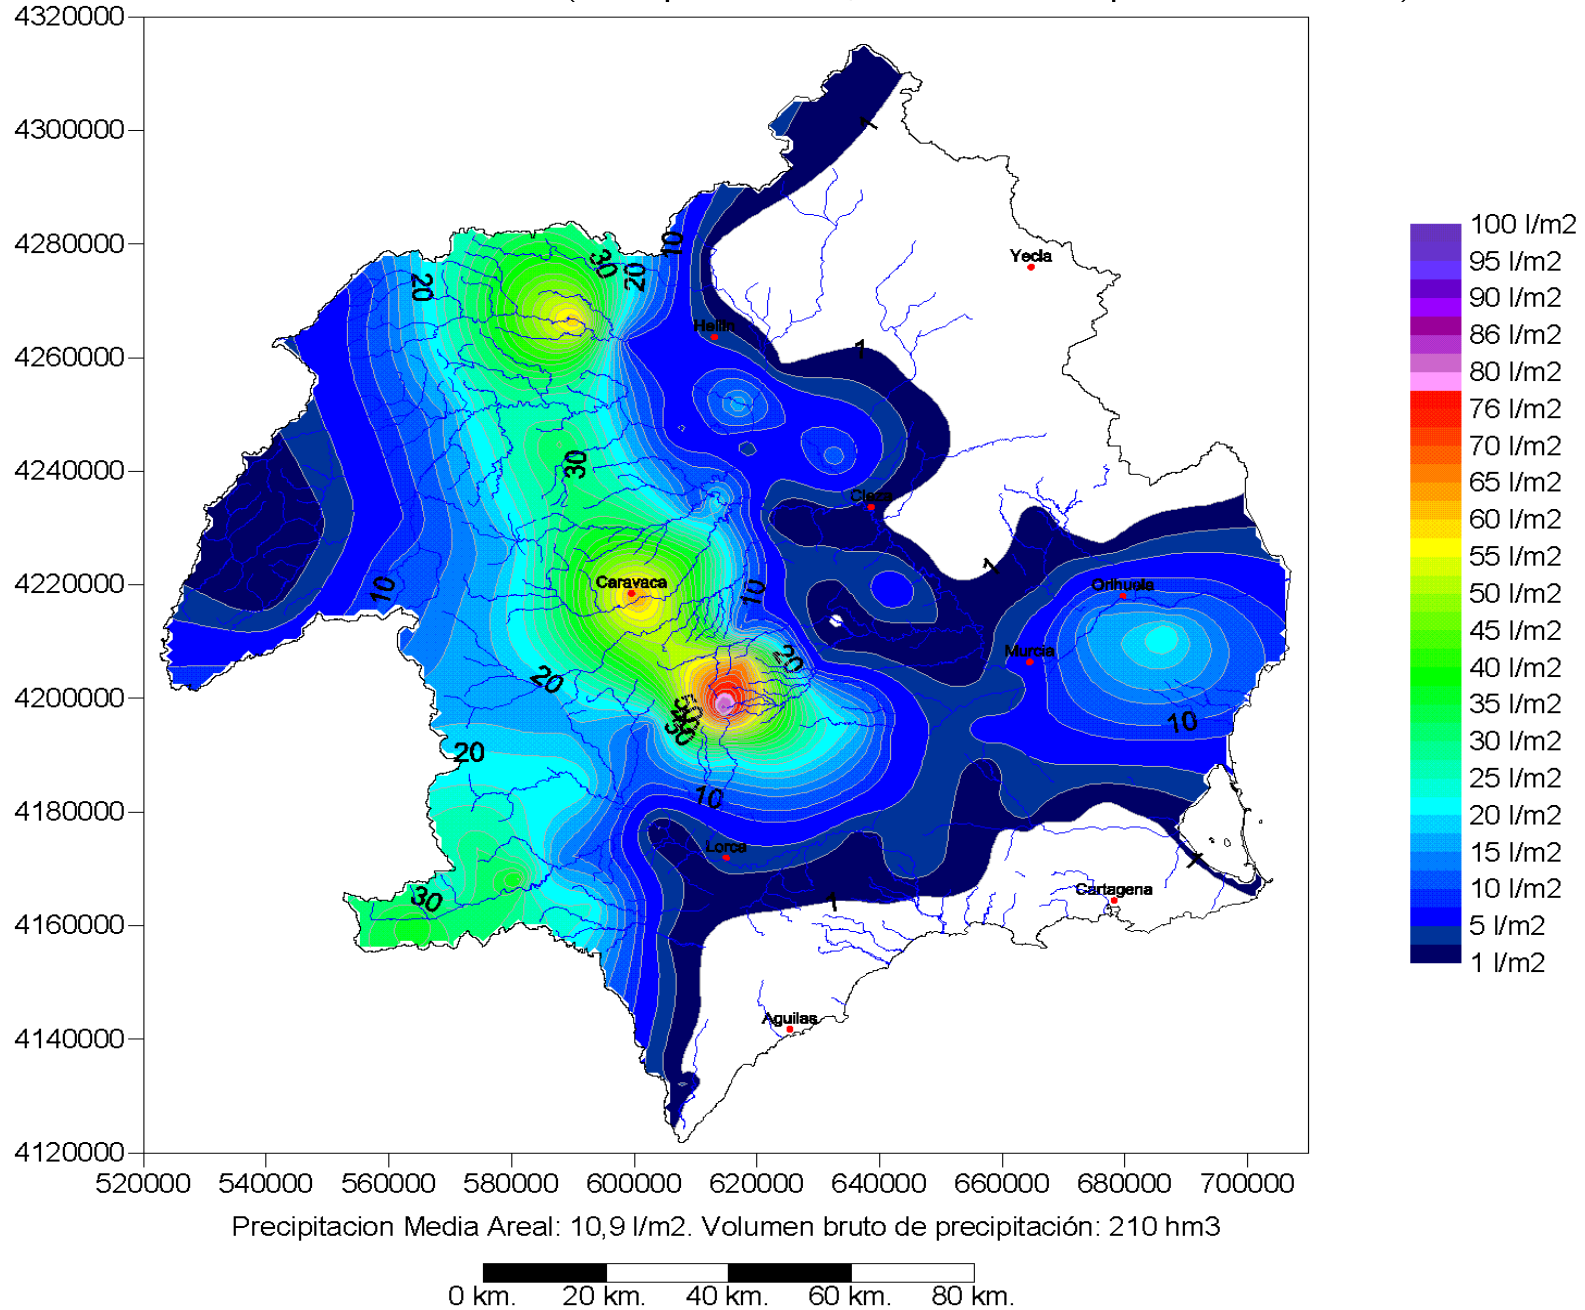 4320000
4300000
4280000
4260000
4240000
4220000
4200000
4180000
4160000
4140000
4120000
520000 540000 560000 580000 600000 620000 640000 660000 680000 700000
1
Yecla
10
30
20
20
Hellin
1
30
Cieza
1
Caravaca
10
10
Orihuela
Murcia
20
20
50
30
10
20
10
Lorca
1
30
1
Cartagena
Aguilas
100 l/m2
95 l/m2
90 l/m2
86 l/m2
80 l/m2
76 l/m2
70 l/m2
65 l/m2
60 l/m2
55 l/m2
50 l/m2
45 l/m2
40 l/m2
35 l/m2
30 l/m2
25 l/m2
20 l/m2
15 l/m2
10 l/m2
5 l/m2
1 l/m2
Precipitacion Media Areal: 10,9 l/m2. Volumen bruto de precipitación: 210 hm3
0 km. 20 km. 40 km. 60 km. 80 km.